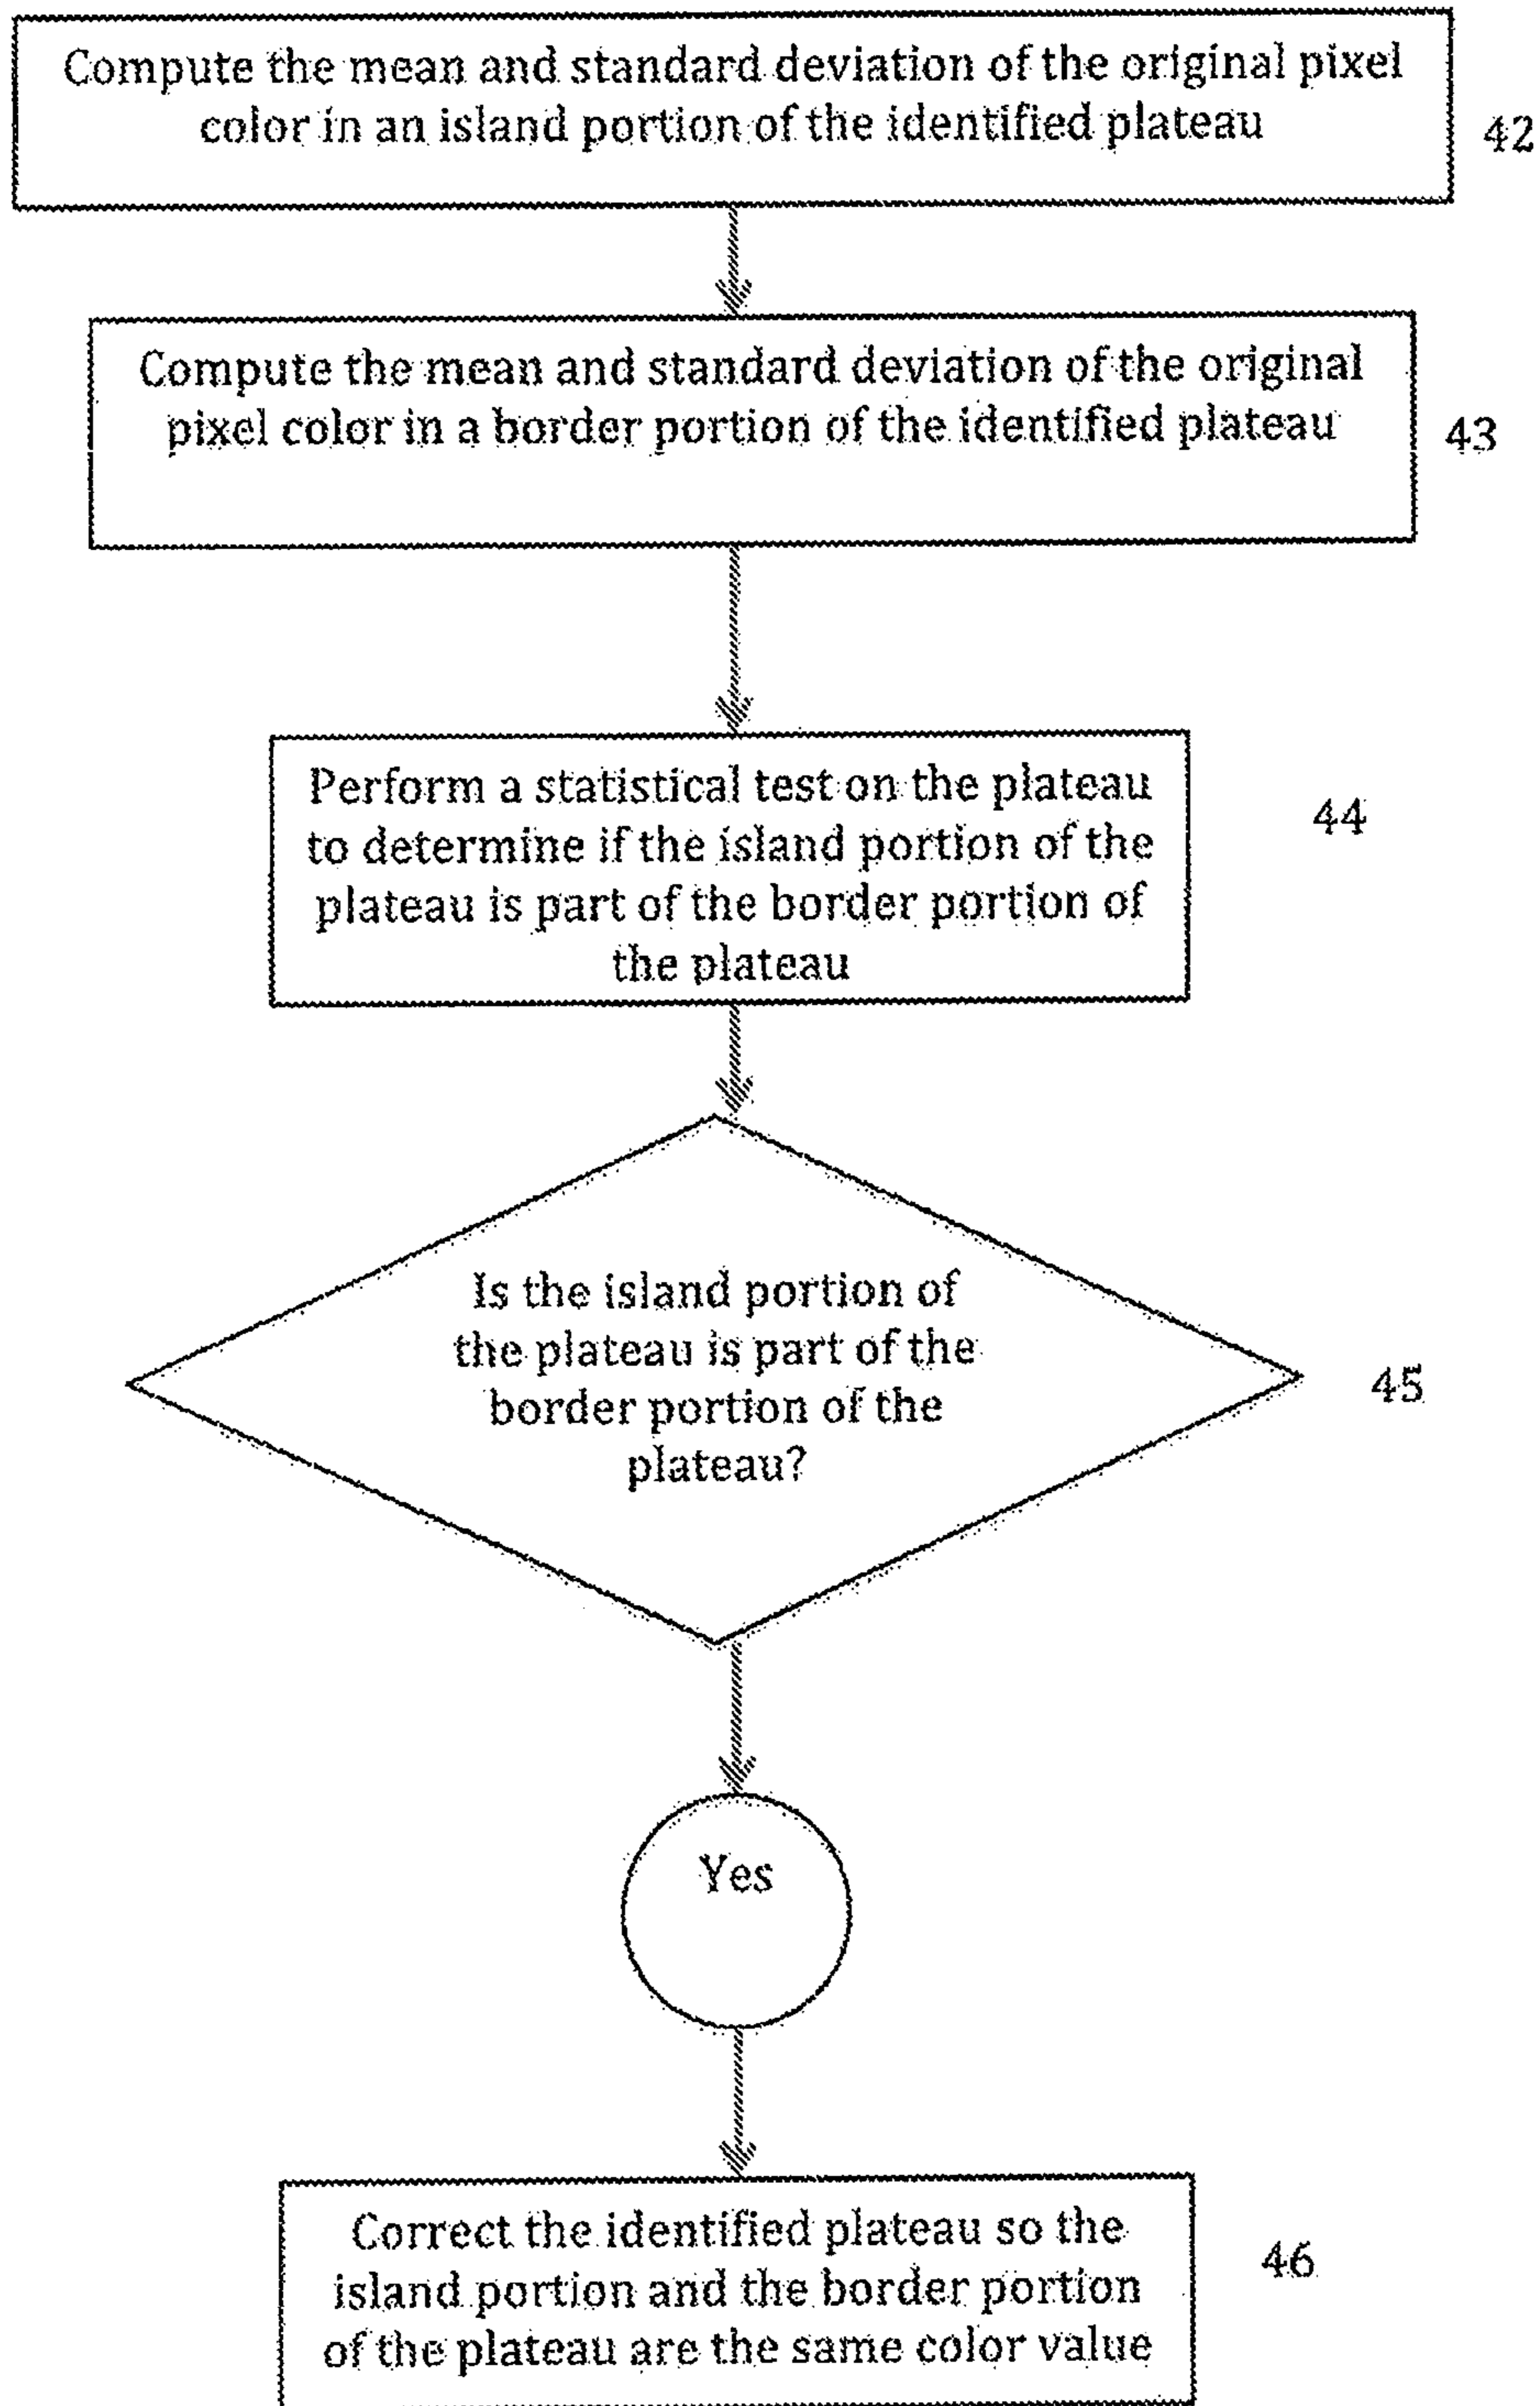 Compute the mean and standard deviation of the original pixel
color in an island portion of the identified plateau
42
Compute the mean and standard deviation of the original
pixel color in a border portion of the identified plateau
43
Perform a statistical test on the plateau
to determine if the island portion of the
plateau is part of the border portion of
the plateau
44
Is the island portion of
the plateau is part of the
border portion of the
plateau?
45
Yes
Correct the identified plateau so the
island portion and the border portion
of the plateau are the same color value
46